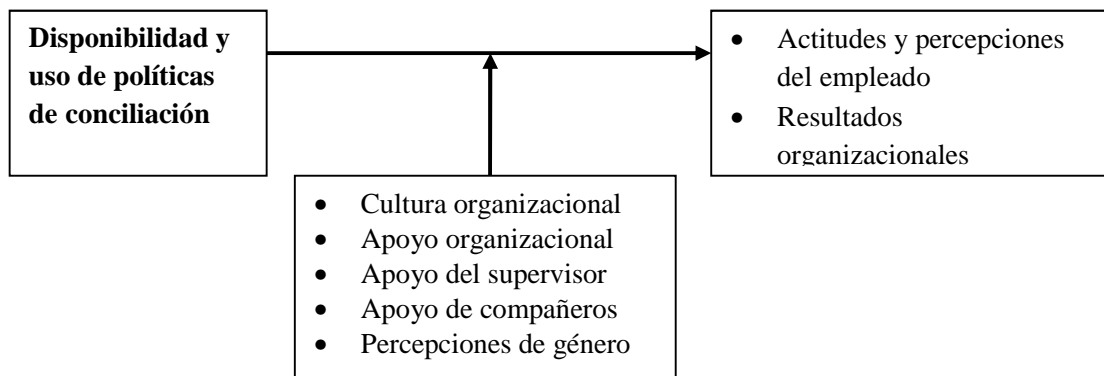 Disponibilidad y
uso de políticas
de conciliación
• Actitudes y percepciones
del empleado
• Resultados
organizacionales
• Cultura organizacional
• Apoyo organizacional
• Apoyo del supervisor
• Apoyo de compañeros
• Percepciones de género